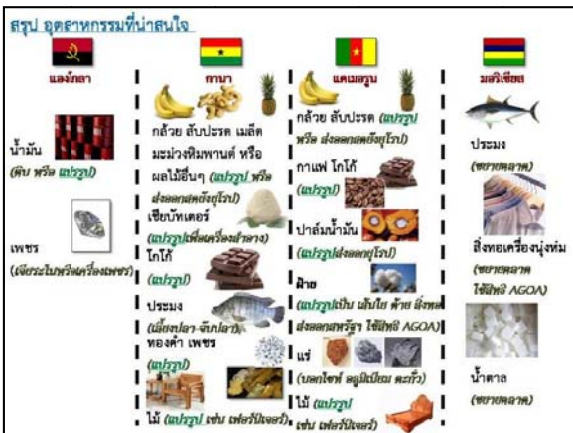 สรุป อุตสาหกรรมที่น่าสนใจ
แองโกลา
น้ำมัน
(ดิบ หรือ แปรรูป)
เพชร
(เจียระไนหรือเครื่องเพชร)
กานา
กล้วย สับปะรด เมล็ด
มะม่วงหิมพานต์ หรือ
ผลไม้อื่นๆ (แปรรูป หรือ
ส่งออกสดยังยุโรป)
เชียบัทเตอร์
(แปรรูปเพื่อเครื่องสำอาง)
โกโก้
(แปรรูป)
ประมง
(เลี้ยงปลา-จับปลา)
ทองคำ เพชร
(แปรรูป)
ไม้ (แปรรูป เช่น เฟอร์นิเจอร์)
แคเมอรูน
กล้วย สับปะรด (แปรรูป
หรือ ส่งออกสดยังยุโรป)
กาแฟ โกโก้
(แปรรูป)
ปาล์มน้ำมัน
(แปรรูปส่งออกยุโรป)
ฝ้าย
(แปรรูปเป็น เส้นใย ด้าย สิ่งทอ
ส่งออกสหรัฐฯ ใช้สิทธิ AGOA)
แร่
(บอกไซท์ อลูมิเนียม ตะกั่ว)
ไม้ (แปรรูป
เช่น เฟอร์นิเจอร์)
มอริเชียส
ประมง
(ขยายตลาด)
สิ่งทอเครื่องนุ่งห่ม
(ขยายตลาด
ใช้สิทธิ AGOA)
น้ำตาล
(ขยายตลาด)